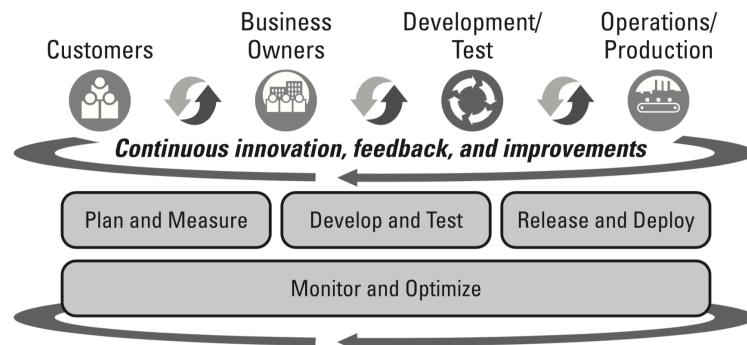 Customers
Business
Owners
Development/
Test
Operations/
Production
Continuous innovation, feedback, and improvements
Plan and Measure
Develop and Test
Release and Deploy
Monitor and Optimize